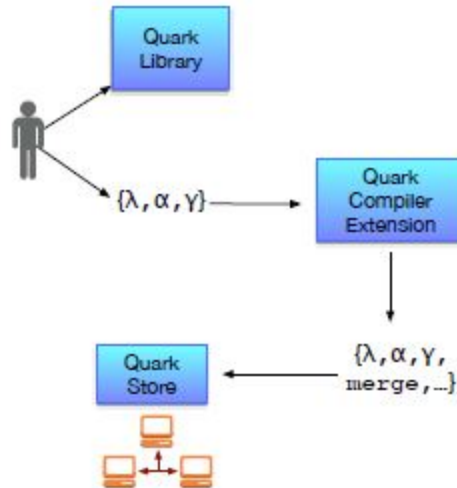 Quark
Library
{λ,α,γ}
Quark
Compiler
Extension
{λ,α,γ,
merge,…}
Quark
Store